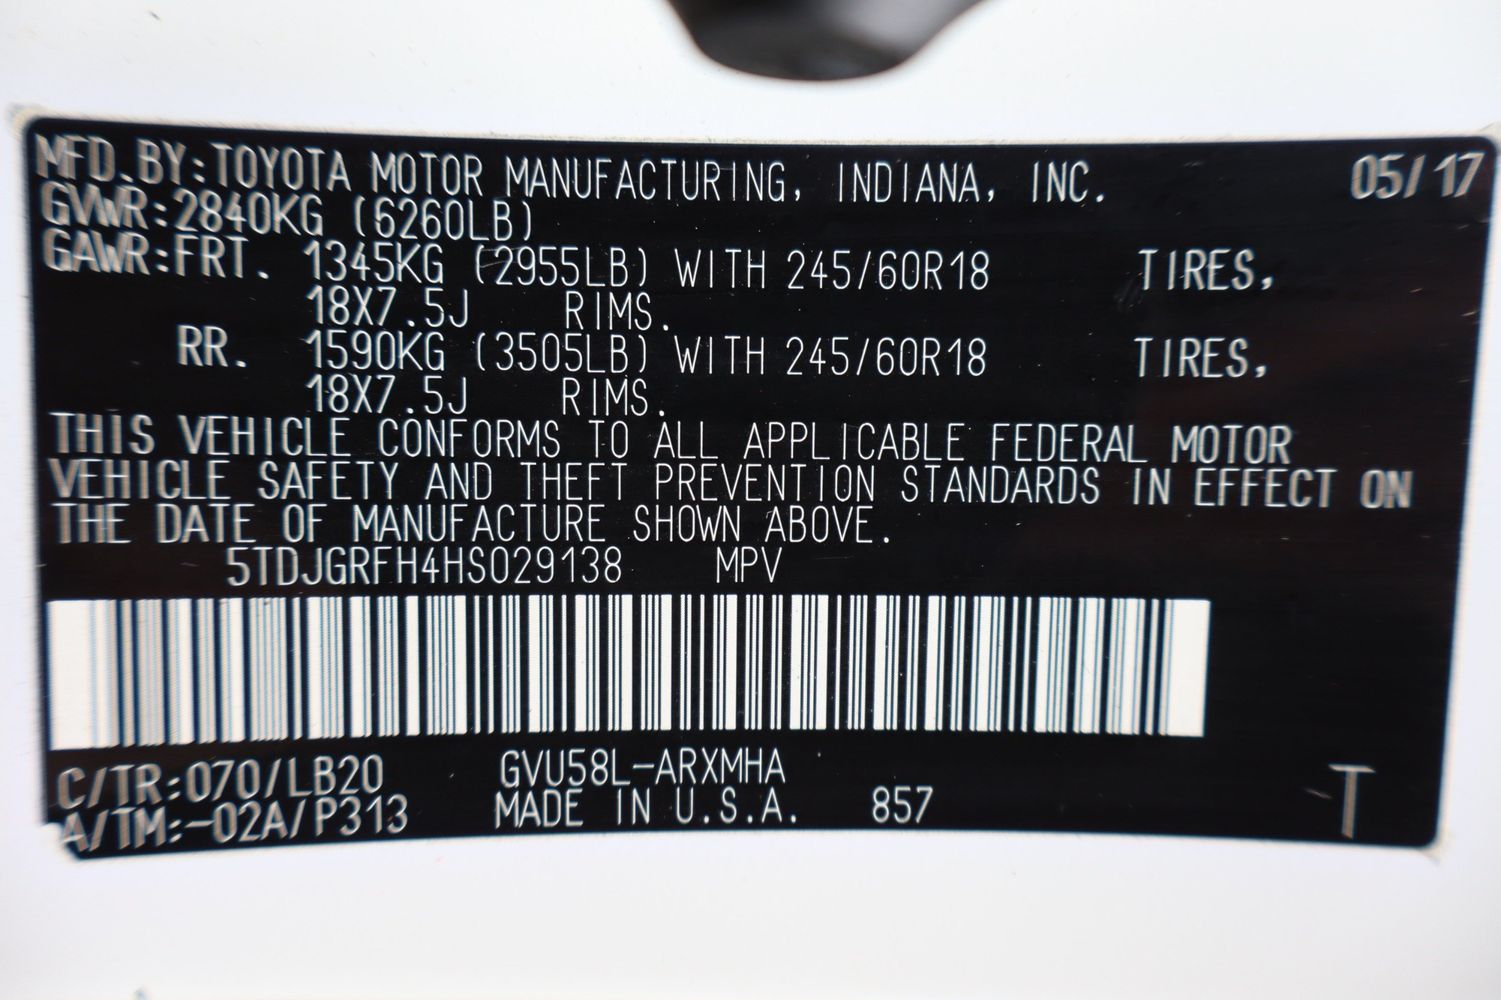 MFD.BY:TOYOTA MOTOR MANUFACTURING, INDIANA, INC. 05/17
GVWR:2840KG (6260LB)
GAWR:FRT. 1345KG (2955LB) WITH 245/60R18 TIRES,
18X7.5J RIMS.
RR. 1590KG (3505LB) WITH 245/60R18 TIRES,
18X7.5J RIMS.
THIS VEHICLE CONFORMS TO ALL APPLICABLE FEDERAL MOTOR
VEHICLE SAFETY AND THEFT PREVENTION STANDARDS IN EFFECT ON
THE DATE OF MANUFACTURE SHOWN ABOVE.
5TDJGRFH4HS029138 MPV
C/TR:070/LB20 GVU58L-ARXMHA
A/TM:-02A/P313 MADE IN U.S.A. 857 T